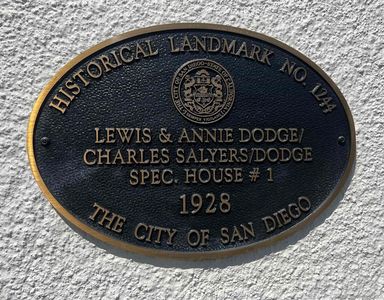 HISTORICAL LANDMARK NO. 1244
LEWIS & ANNIE DODGE/
CHARLES SALYERS/DODGE
SPEC. HOUSE # 1
1928
THE CITY OF SAN DIEGO